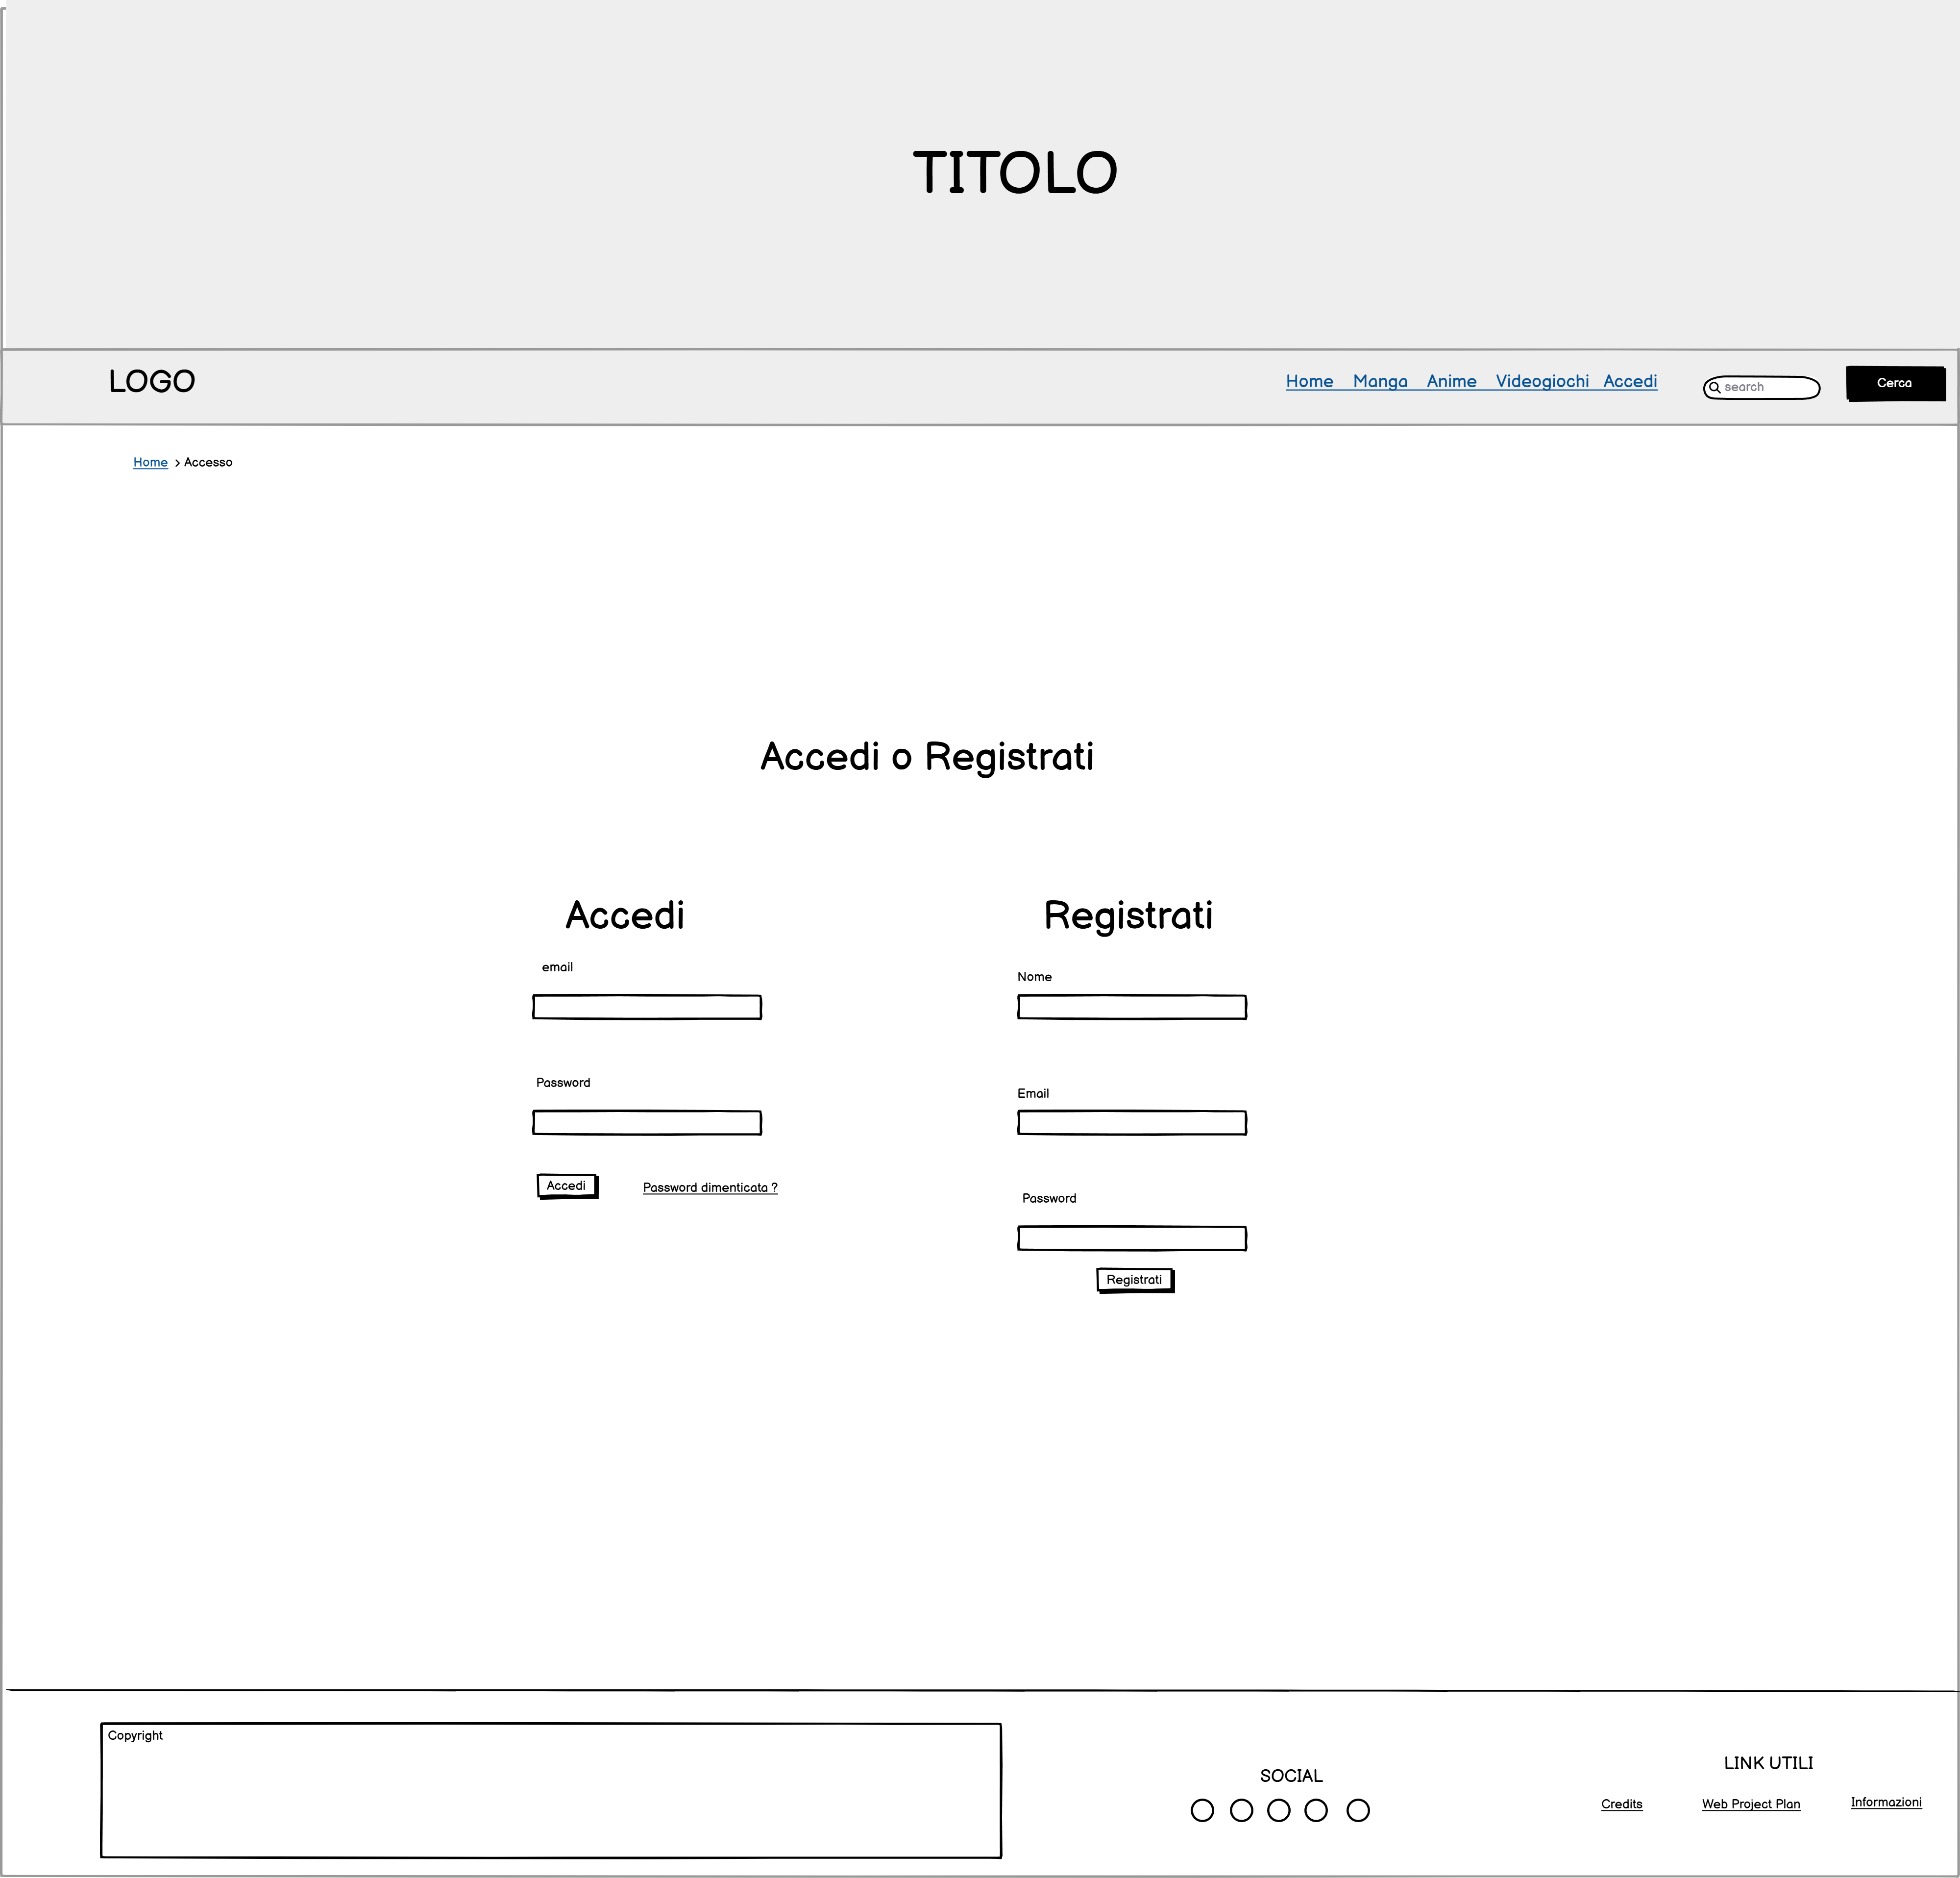 TITOLO
LOGO
Home Manga Anime Videogiochi Accedi
search
Cerca
Home > Accesso
Accedi o Registrati
Accedi
email
Password
Accedi
Password dimenticata ?
Registrati
Nome
Email
Password
Registrati
Copyright
SOCIAL
LINK UTILI
Credits
Web Project Plan
Informazioni